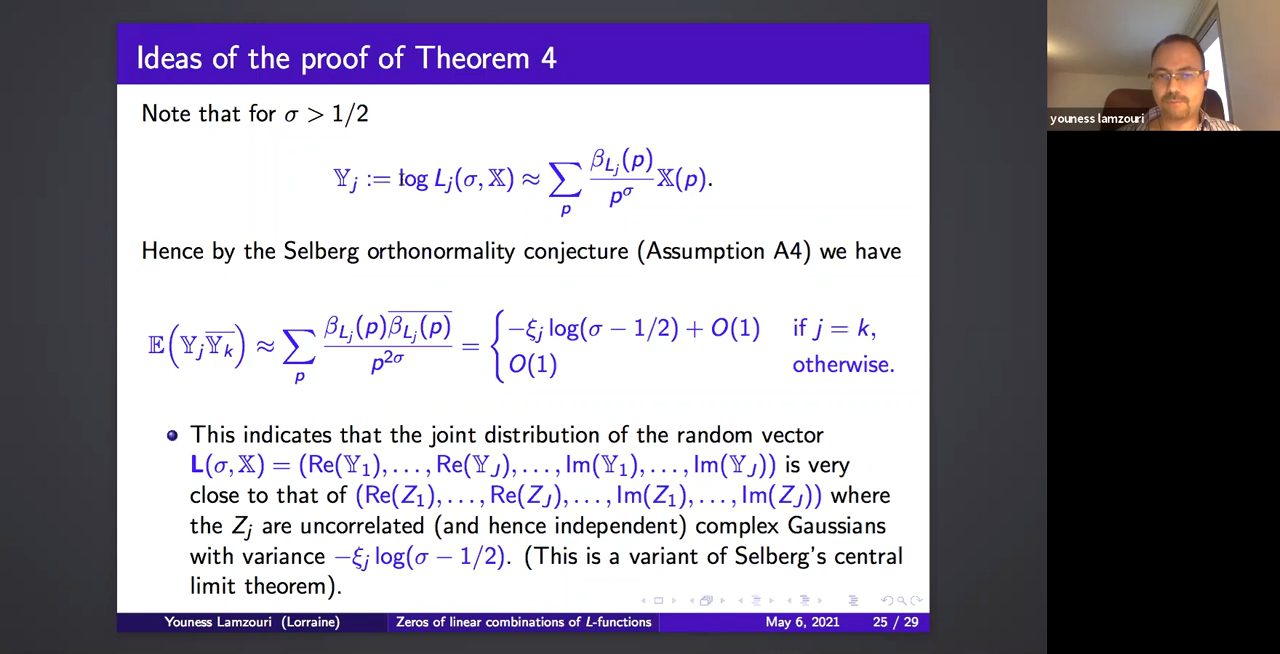 Ideas of the proof of Theorem 4
youness lamzouri
Note that for σ > 1/2
𝕐_j := log L_j(σ, 𝕏) ≈ ∑_p β_{L_j}(p)/p^σ 𝕏(p).
Hence by the Selberg orthonormality conjecture (Assumption A4) we have
𝔼(𝕐_j \overline{𝕐_k}) ≈ ∑_p β_{L_j}(p)\overline{β_{L_j}(p)}/p^{2σ} = { −ξ_j log(σ − 1/2) + O(1) if j = k,
O(1) otherwise.
This indicates that the joint distribution of the random vector
L(σ, 𝕏) = (Re(𝕐_1), . . . , Re(𝕐_J), . . . , Im(𝕐_1), . . . , Im(𝕐_J)) is very
close to that of (Re(Z_1), . . . , Re(Z_J), . . . , Im(Z_1), . . . , Im(Z_J)) where
the Z_j are uncorrelated (and hence independent) complex Gaussians
with variance −ξ_j log(σ − 1/2). (This is a variant of Selberg's central
limit theorem).
Youness Lamzouri (Lorraine) Zeros of linear combinations of L-functions May 6, 2021 25 / 29